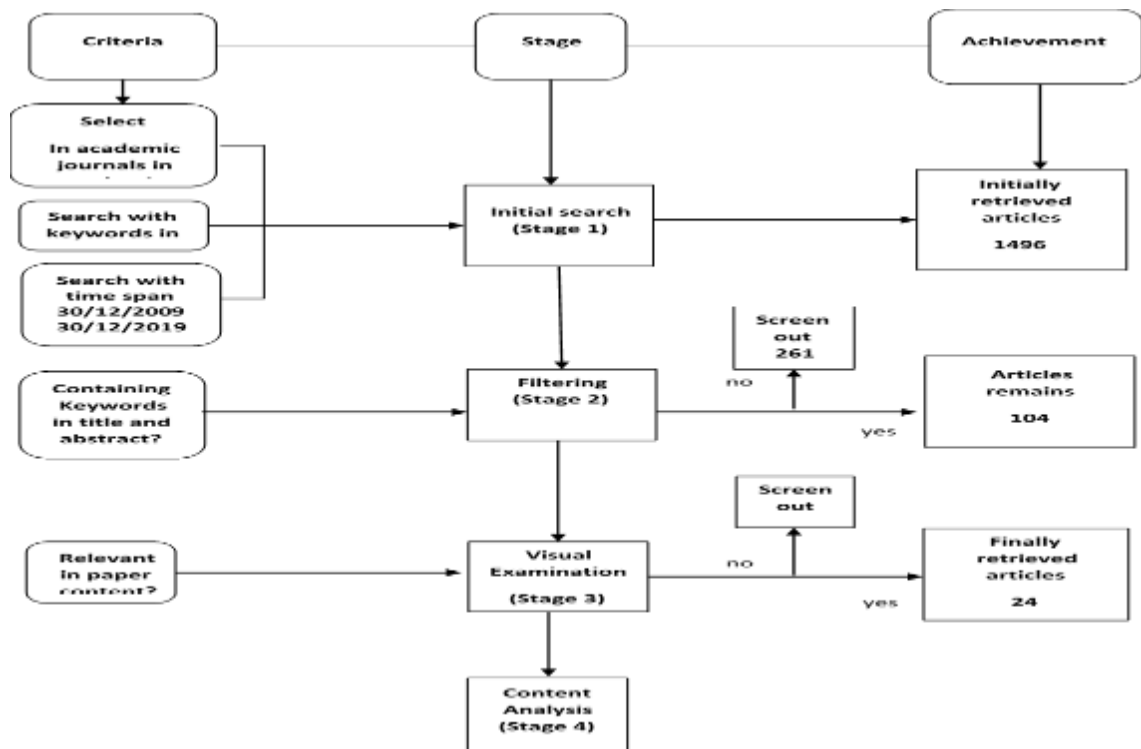 Criteria
Stage
Achievement
Select
In academic
journals in
Search with
keywords in
Search with
time span
30/12/2009
30/12/2019
Initial search
(Stage 1)
Initially
retrieved
articles
1496
Containing
Keywords
in title and
abstract?
Filtering
(Stage 2)
no
Screen
out
261
yes
Articles
remains
104
Relevant
in paper
content?
Visual
Examination
(Stage 3)
no
Screen
out
yes
Finally
retrieved
articles
24
Content
Analysis
(Stage 4)